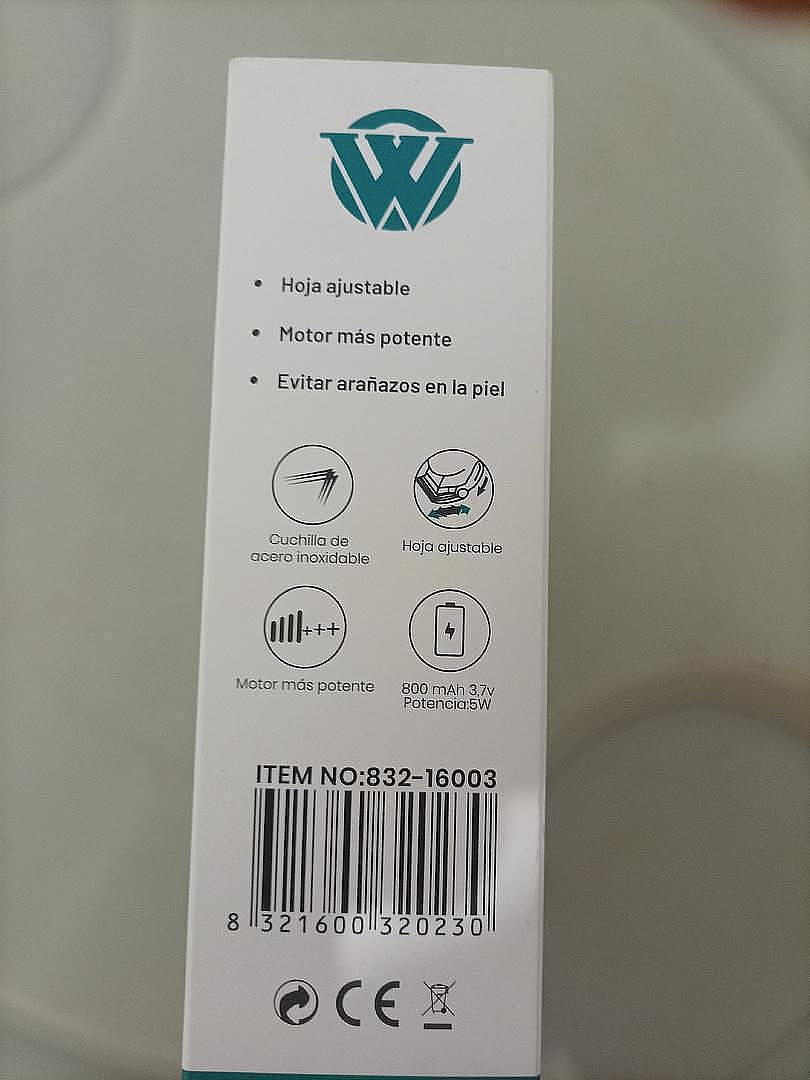 W
• Hoja ajustable
• Motor más potente
• Evitar arañazos en la piel
Cuchilla de
acero inoxidable
Hoja ajustable
+++
Motor más potente
800 mAh 3,7v
Potencia:5W
ITEM NO:832-16003
8 321600 320230
CE